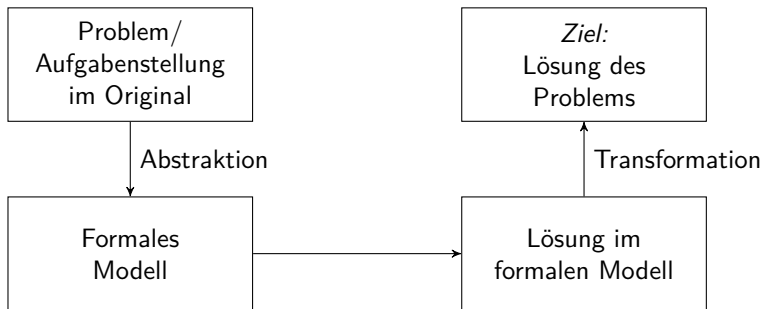 Problem/
Aufgabenstellung
im Original
Ziel:
Lösung des
Problems
Abstraktion
Transformation
Formales
Modell
Lösung im
formalen Modell